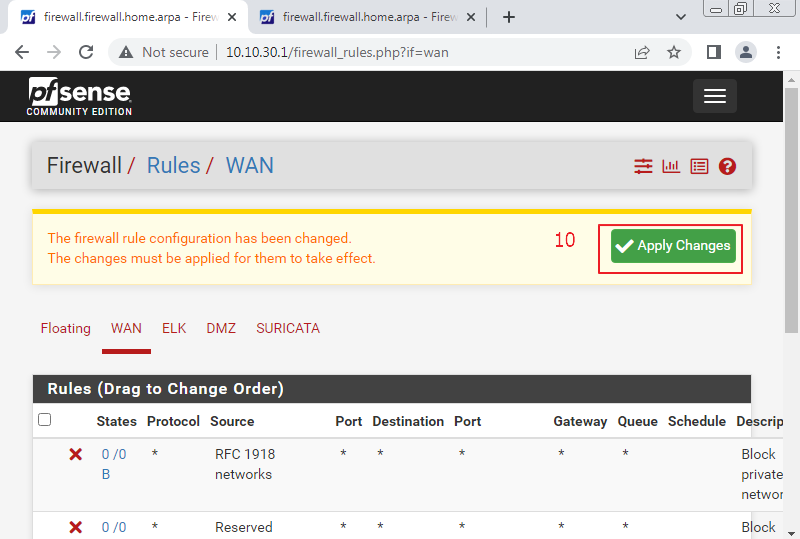 firewall.firewall.home.arpa - Firew
firewall.firewall.home.arpa - Firew
Not secure
10.10.30.1/firewall_rules.php?if=wan
pfsense
COMMUNITY EDITION
Firewall / Rules / WAN
The firewall rule configuration has been changed.
The changes must be applied for them to take effect.
10
Apply Changes
Floating WAN ELK DMZ SURICATA
Rules (Drag to Change Order)
States Protocol Source Port Destination Port Gateway Queue Schedule Descrip
0 /0 * RFC 1918 * * * * * Block
B networks private
networ
0 /0 * Reserved * * * * * Block